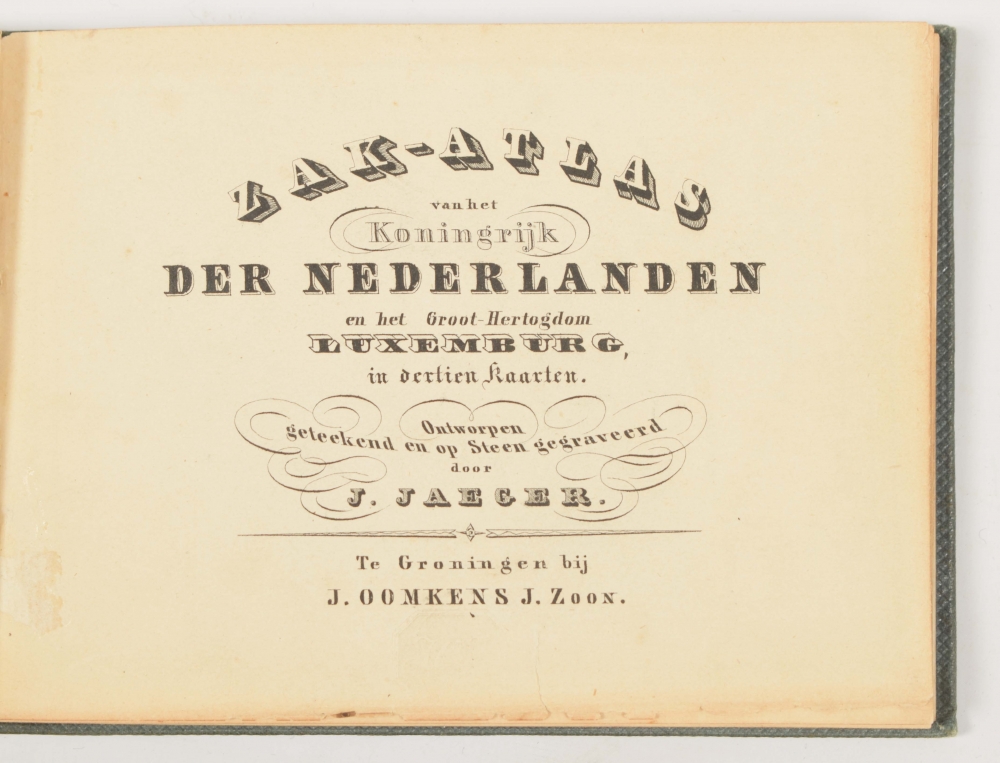 ZAK-ATLAS
van het
Koningrijk
DER NEDERLANDEN
en het Groot-Hertogdom
LUXEMBURG,
in dertien Kaarten.
Ontworpen
geteekend en op Steen gegraveerd
door
J. JAEGER.
Te Groningen bij
J. OOMKENS J. ZOON.